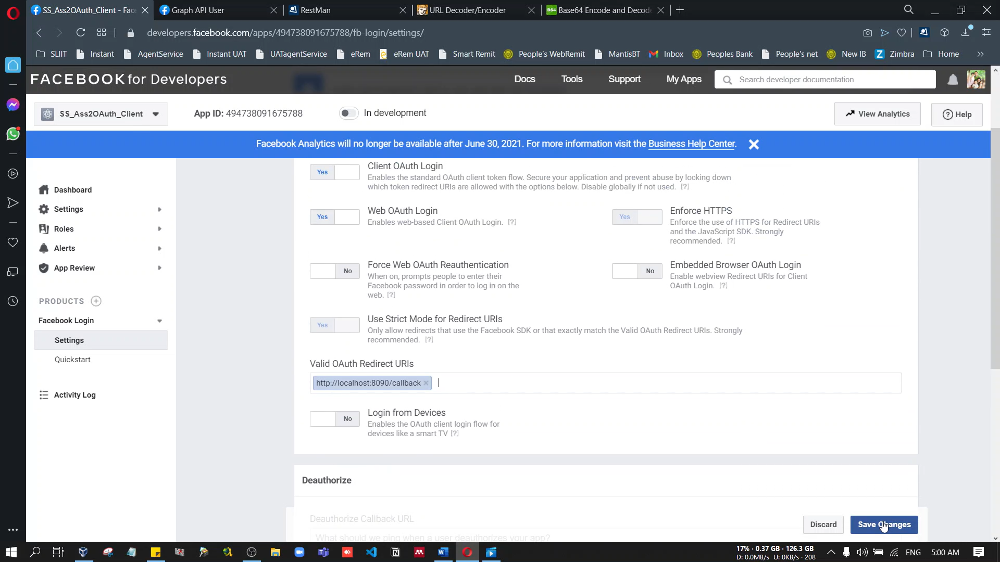 SS_Ass2OAuth_Client - Fac
Graph API User
RestMan
URL Decoder/Encoder
B64 Base64 Encode and Decode
developers.facebook.com/apps/494738091675788/fb-login/settings/
SLIIT Instant AgentService Instant UAT UATagentService eRem eRem UAT Smart Remit People's WebRemit MantisBT Inbox Peoples Bank People's net New IB Zimbra Home
FACEBOOK for Developers
Docs Tools Support My Apps Search developer documentation
SS_Ass2OAuth_Client App ID: 494738091675788 In development View Analytics Help
Facebook Analytics will no longer be available after June 30, 2021. For more information visit the Business Help Center.
Dashboard
Settings
Roles
Alerts
App Review
PRODUCTS
Facebook Login
Settings
Quickstart
Activity Log
Yes Client OAuth Login
Enables the standard OAuth client token flow. Secure your application and prevent abuse by locking down
which token redirect URIs are allowed with the options below. Disable globally if not used. [?]
Yes Web OAuth Login
Enables web-based Client OAuth Login. [?]
Yes Enforce HTTPS
Enforce the use of HTTPS for Redirect URIs
and the JavaScript SDK. Strongly
recommended. [?]
No Force Web OAuth Reauthentication
When on, prompts people to enter their
Facebook password in order to log in on the
web. [?]
No Embedded Browser OAuth Login
Enable webview Redirect URIs for Client
OAuth Login. [?]
Yes Use Strict Mode for Redirect URIs
Only allow redirects that use the Facebook SDK or that exactly match the Valid OAuth Redirect URIs. Strongly
recommended. [?]
Valid OAuth Redirect URIs
http://localhost:8090/callback
No Login from Devices
Enables the OAuth client login flow for
devices like a smart TV [?]
Deauthorize
Deauthorize Callback URL
What should we ping when a user deauthorizes your app?
Discard Save Changes
17% · 0.37 GB · 126.3 GB
D: 0.0MB/s U: 0KB/s · 208
ENG 5:00 AM